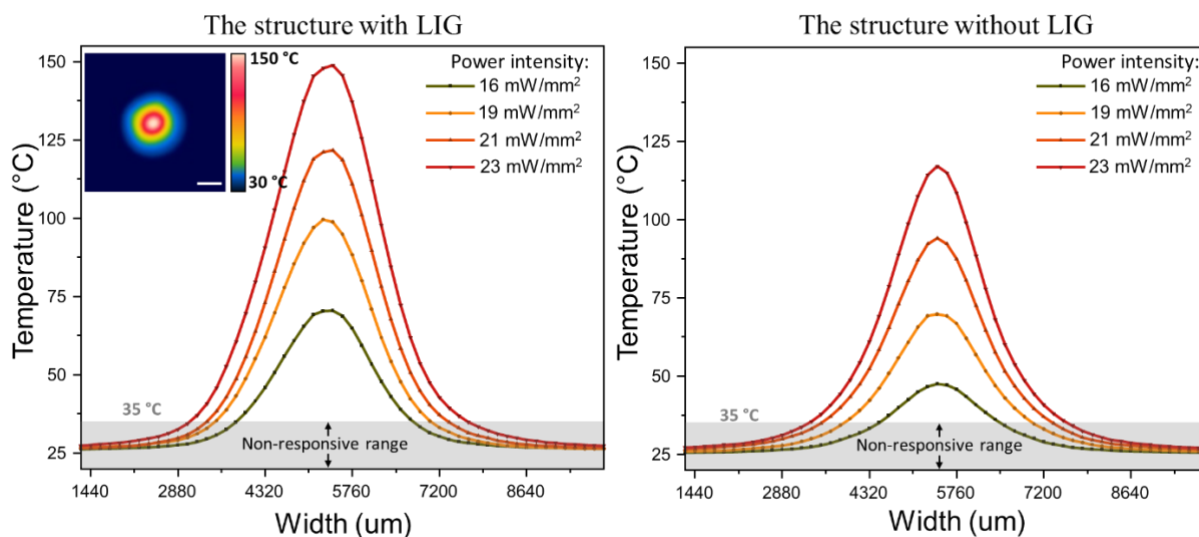 The structure with LIG
150 °C
30 °C
Power intensity:
16 mW/mm²
19 mW/mm²
21 mW/mm²
23 mW/mm²
150
125
100
75
50
25
Temperature (°C)
35 °C
Non-responsive range
1440 2880 4320 5760 7200 8640
Width (um)
The structure without LIG
Power intensity:
16 mW/mm²
19 mW/mm²
21 mW/mm²
23 mW/mm²
150
125
100
75
50
25
Temperature (°C)
35 °C
Non-responsive range
1440 2880 4320 5760 7200 8640
Width (um)